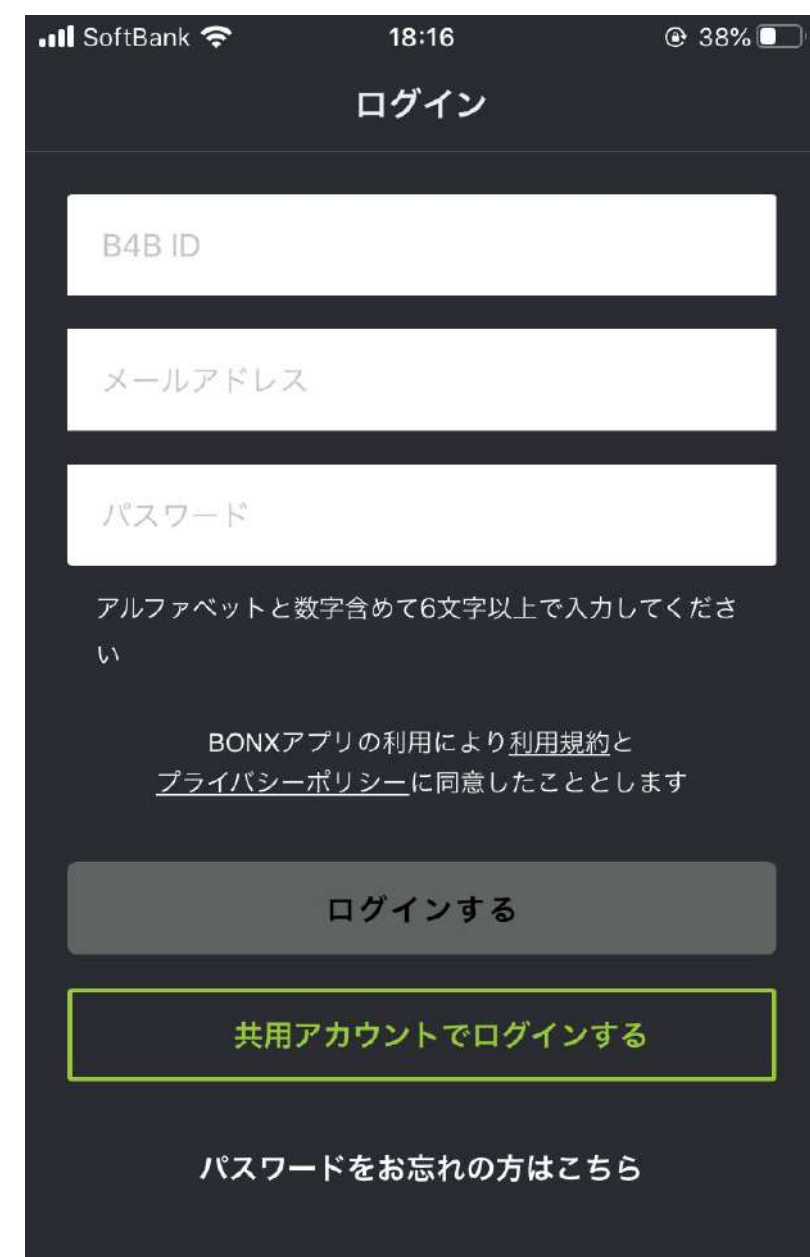 SoftBank 18:16 38%
ログイン
B4B ID
メールアドレス
パスワード
アルファベットと数字含めて6文字以上で入力してくださ
い
BONXアプリの利用により利用規約と
プライバシーポリシーに同意したこととします
ログインする
共用アカウントでログインする
パスワードをお忘れの方はこちら